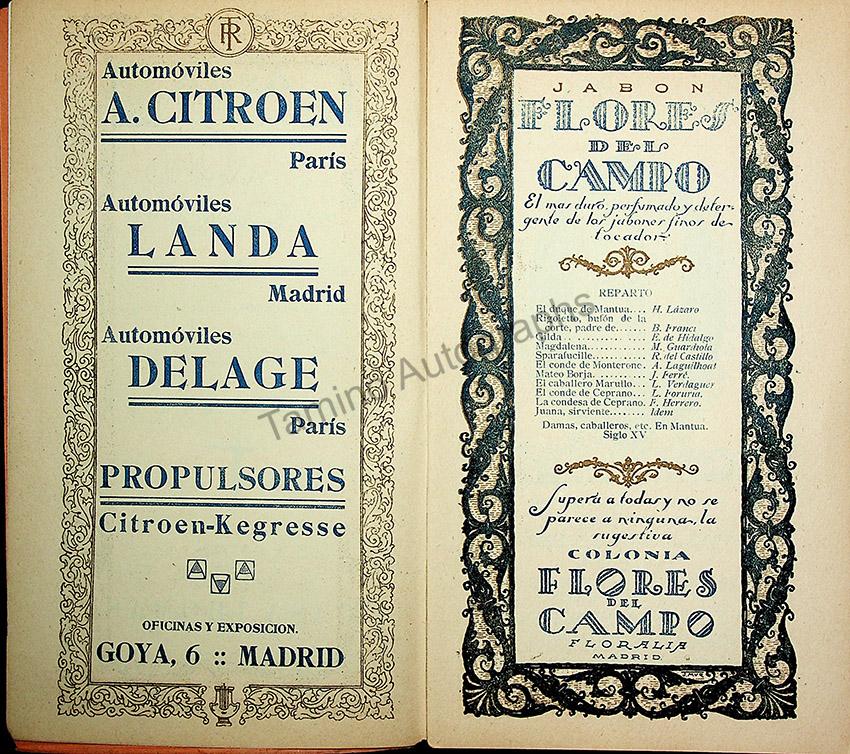 TR
Automóviles
A. CITROEN
París
Automóviles
LANDA
Madrid
Automóviles
DELAGE
París
PROPULSORES
Citroen-Kegresse
OFICINAS Y EXPOSICION.
GOYA, 6 :: MADRID
JABON
FLORES
DEL
CAMPO
El mas duro, perfumado y deter-
gente de los jabones finos de
tocador
REPARTO
El duque de Mantua... H. Lázaro
Rigoletto, bufón de la
corte, padre de...... B. Franci
Gilda E. de Hidalgo
Magdalena........ M. Guardiola
Sparafucille........ R. del Castillo
El conde de Monterone. A. Laguilhoat
Mateo Borja........ J. Ferré.
El caballero Marullo... L. Verdaguer
El conde de Ceprano... L. Foruria.
La condesa de Ceprano. F. Herrero.
Juana, sirviente....... Idem
Damas, caballeros, etc. En Mantua.
Siglo XV
Supera a todas y no se
parece a ninguna, la
sugestiva
COLONIA
FLORES
DEL
CAMPO
FLORALIA
MADRID.
Tamino Autographs